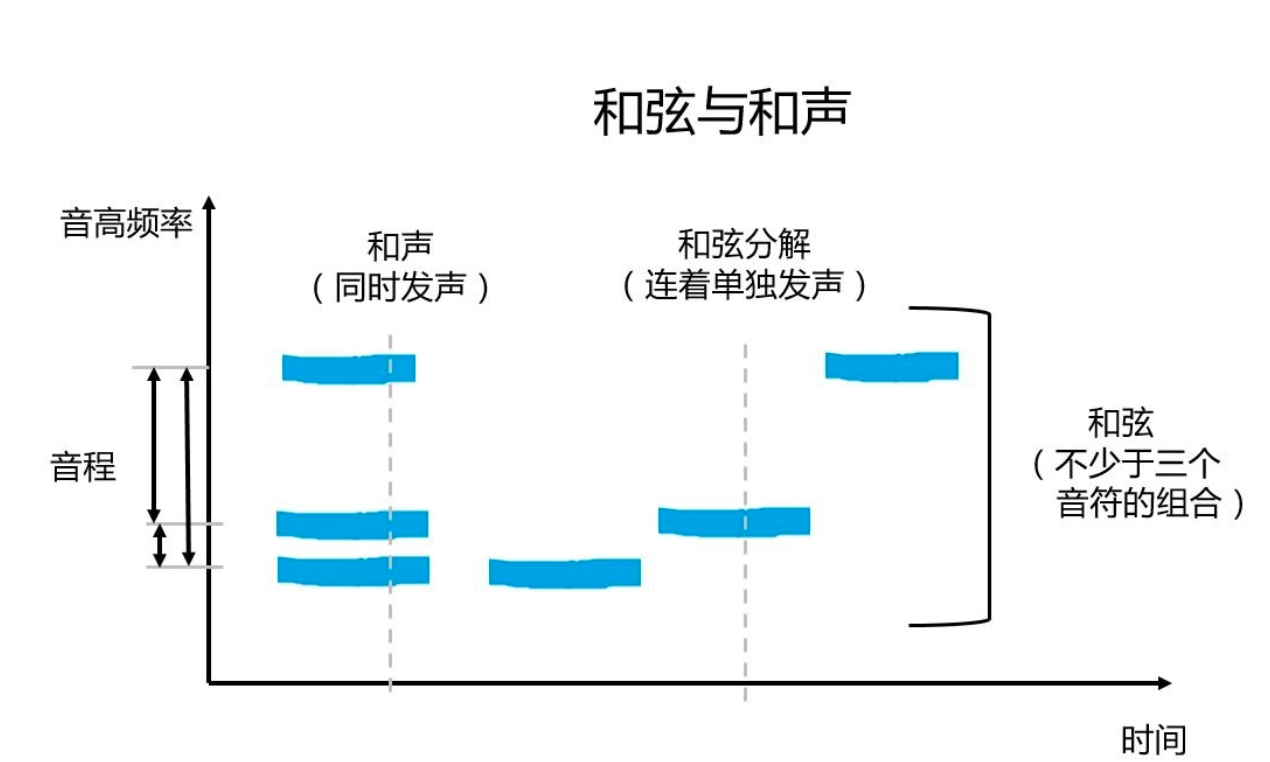 和弦与和声
音高频率
和声
（同时发声）
和弦分解
（连着单独发声）
音程
和弦
（不少于三个
音符的组合）
时间